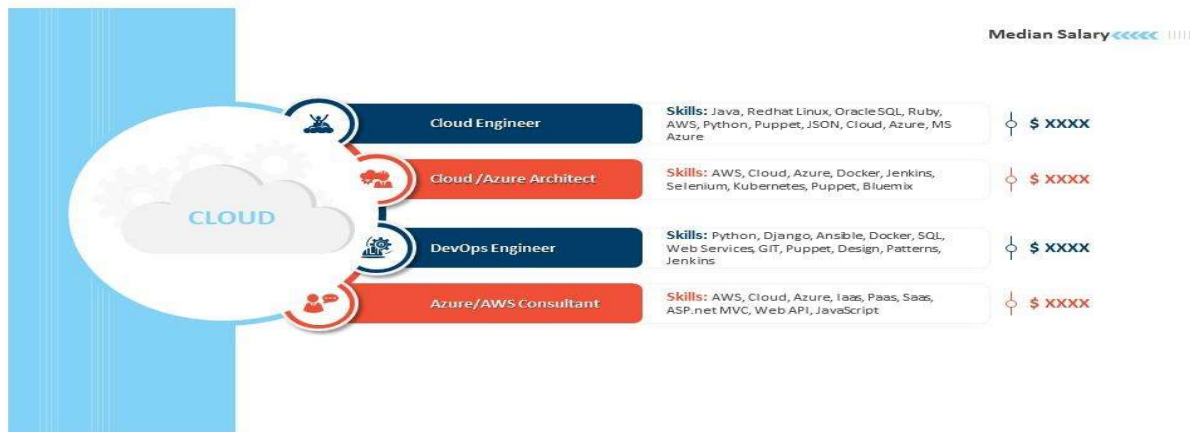 Median Salary
Cloud Engineer
Skills: Java, Redhat Linux, Oracle SQL, Ruby,
AWS, Python, Puppet, JSON, Cloud, Azure, MS
Azure
$ XXXX
Cloud /Azure Architect
Skills: AWS, Cloud, Azure, Docker, Jenkins,
Selenium, Kubernetes, Puppet, Bluemix
$ XXXX
CLOUD
DevOps Engineer
Skills: Python, Django, Ansible, Docker, SQL,
Web Services, GIT, Puppet, Design, Patterns,
Jenkins
$ XXXX
Azure/AWS Consultant
Skills: AWS, Cloud, Azure, Iaas, Paas, Saas,
ASP.net MVC, Web API, JavaScript
$ XXXX